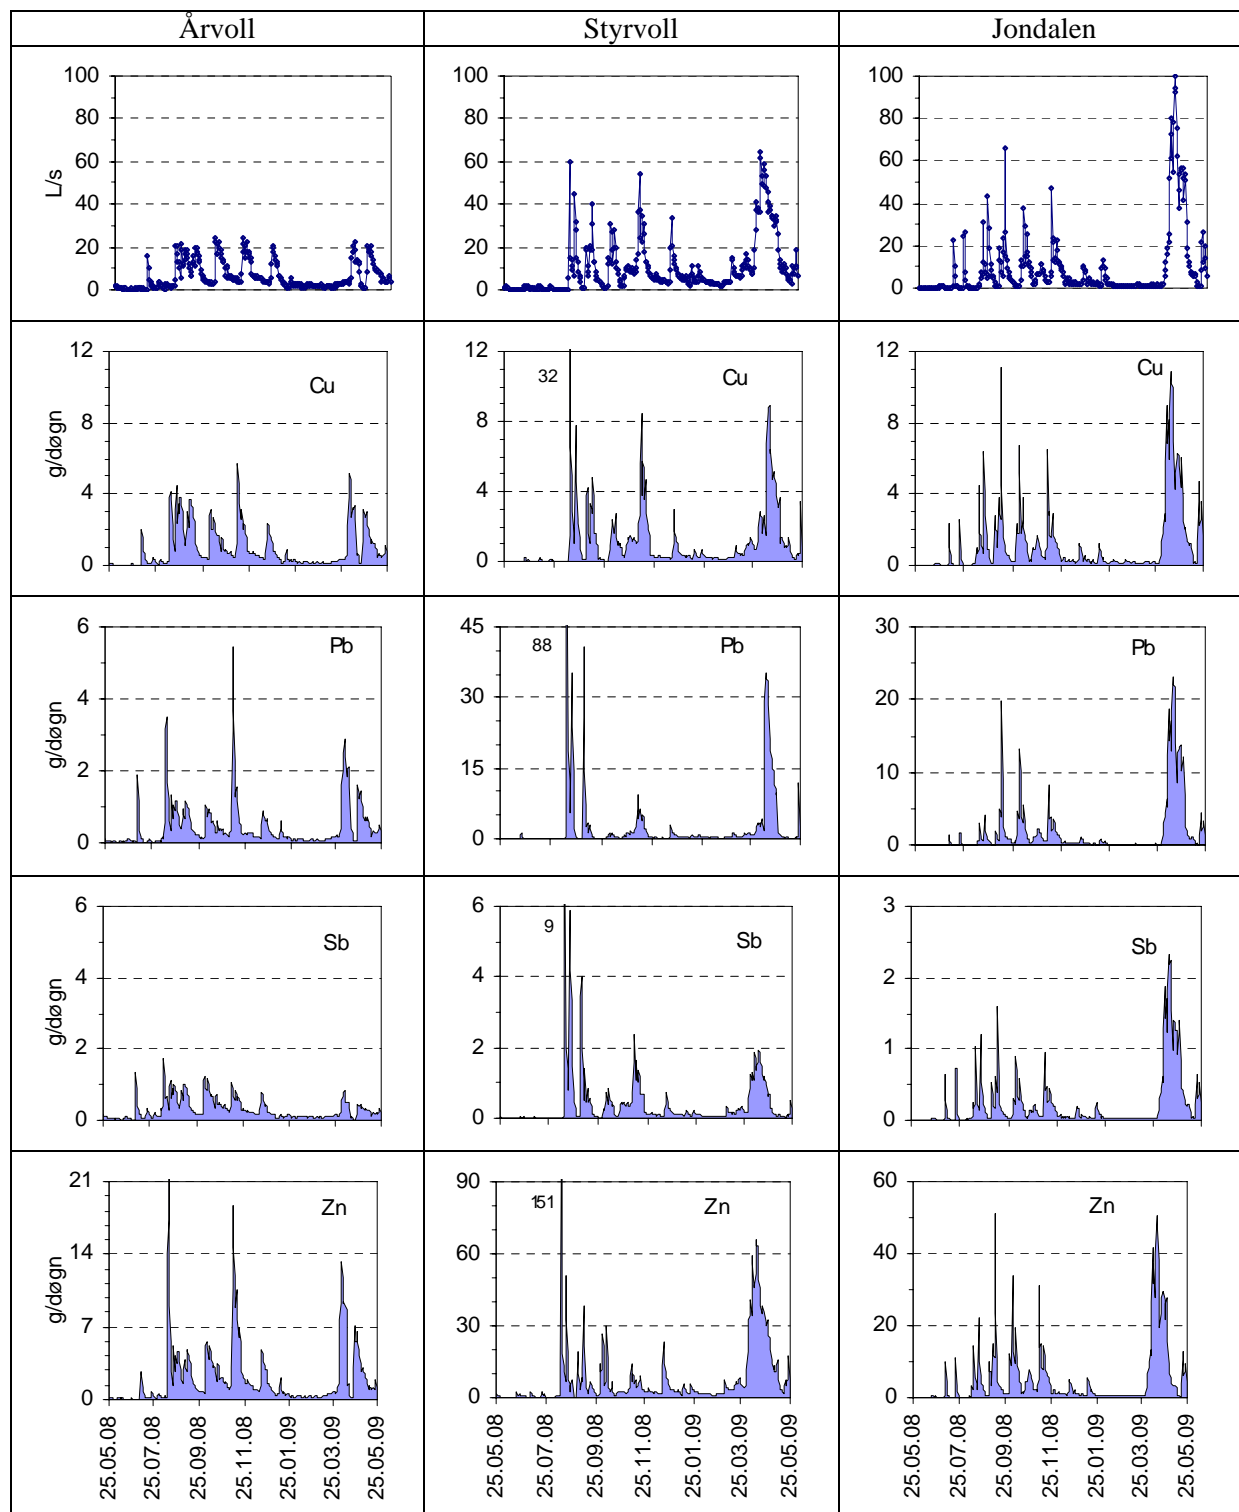 Årvoll Styrvoll Jondalen
100 100 100
80 80 80
60 60 60
40 40 40
20 20 20
0 0 0
L/s
12 12 12
8 8 8
4 4 4
0 0 0
g/døgn
Cu 32 Cu Cu
6 45 30
4 30 20
2 15 10
0 0 0
g/døgn
Pb 88 Pb Pb
6 6 3
4 4 2
2 2 1
0 0 0
g/døgn
Sb 9 Sb Sb
21 90 60
14 60 40
7 30 20
0 0 0
g/døgn
Zn 151 Zn Zn
25.05.08 25.07.08 25.09.08 25.11.08 25.01.09 25.03.09 25.05.09
25.05.08 25.07.08 25.09.08 25.11.08 25.01.09 25.03.09 25.05.09
25.05.08 25.07.08 25.09.08 25.11.08 25.01.09 25.03.09 25.05.09